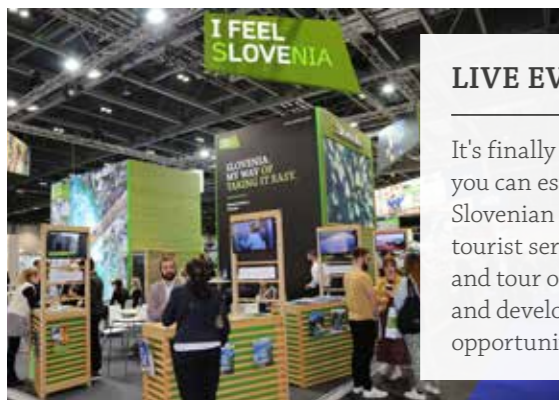 I FEEL
SLOVENIA
SLOVENIA
MY WAY OF
TAKING IT EASY.
LIVE EV
It's finally
you can es
Slovenian
tourist ser
and tour o
and develo
opportuni